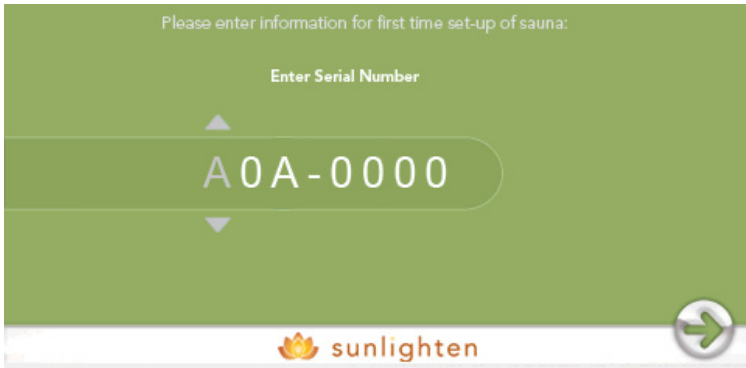 Please enter information for first time set-up of sauna:
Enter Serial Number
A0A-0000
sunlighten